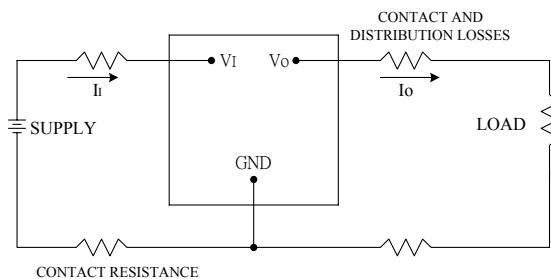 CONTACT AND
DISTRIBUTION LOSSES
VI
VO
II
IO
SUPPLY
LOAD
GND
CONTACT RESISTANCE